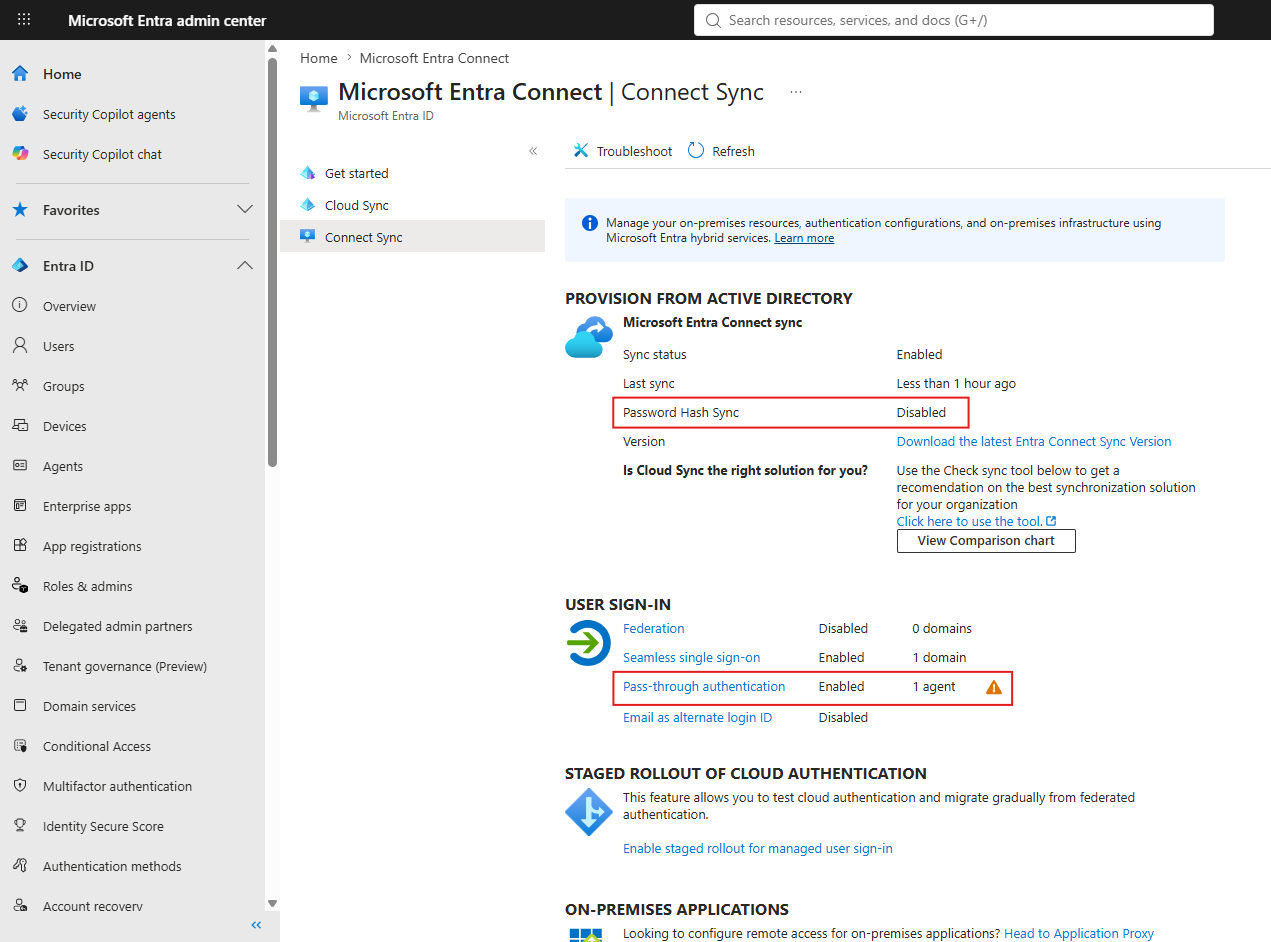 Microsoft Entra admin center
Search resources, services, and docs (G+/)
Home
Security Copilot agents
Security Copilot chat
Favorites
Entra ID
Overview
Users
Groups
Devices
Agents
Enterprise apps
App registrations
Roles & admins
Delegated admin partners
Tenant governance (Preview)
Domain services
Conditional Access
Multifactor authentication
Identity Secure Score
Authentication methods
Account recovery
Home > Microsoft Entra Connect
Microsoft Entra Connect | Connect Sync ...
Microsoft Entra ID
Get started
Cloud Sync
Connect Sync
Troubleshoot Refresh
Manage your on-premises resources, authentication configurations, and on-premises infrastructure using
Microsoft Entra hybrid services. Learn more
PROVISION FROM ACTIVE DIRECTORY
Microsoft Entra Connect sync
Sync status Enabled
Last sync Less than 1 hour ago
Password Hash Sync Disabled
Version Download the latest Entra Connect Sync Version
Is Cloud Sync the right solution for you? Use the Check sync tool below to get a
recomendation on the best synchronization solution
for your organization
Click here to use the tool.
View Comparison chart
USER SIGN-IN
Federation Disabled 0 domains
Seamless single sign-on Enabled 1 domain
Pass-through authentication Enabled 1 agent
Email as alternate login ID Disabled
STAGED ROLLOUT OF CLOUD AUTHENTICATION
This feature allows you to test cloud authentication and migrate gradually from federated
authentication.
Enable staged rollout for managed user sign-in
ON-PREMISES APPLICATIONS
Looking to configure remote access for on-premises applications? Head to Application Proxy